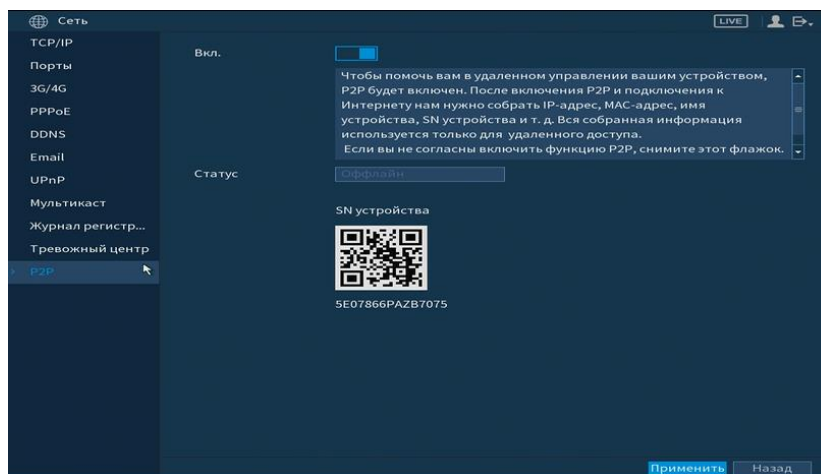 Сеть
LIVE
TCP/IP
Порты
3G/4G
PPPoE
DDNS
Email
UPnP
Мультикаст
Журнал регистр...
Тревожный центр
P2P
Вкл.
Чтобы помочь вам в удаленном управлении вашим устройством,
P2P будет включен. После включения P2P и подключения к
Интернету нам нужно собрать IP-адрес, MAC-адрес, имя
устройства, SN устройства и т. д. Вся собранная информация
используется только для удаленного доступа.
Если вы не согласны включить функцию P2P, снимите этот флажок.
Статус
Оффлайн
SN устройства
5E07866PAZB7075
Применить
Назад